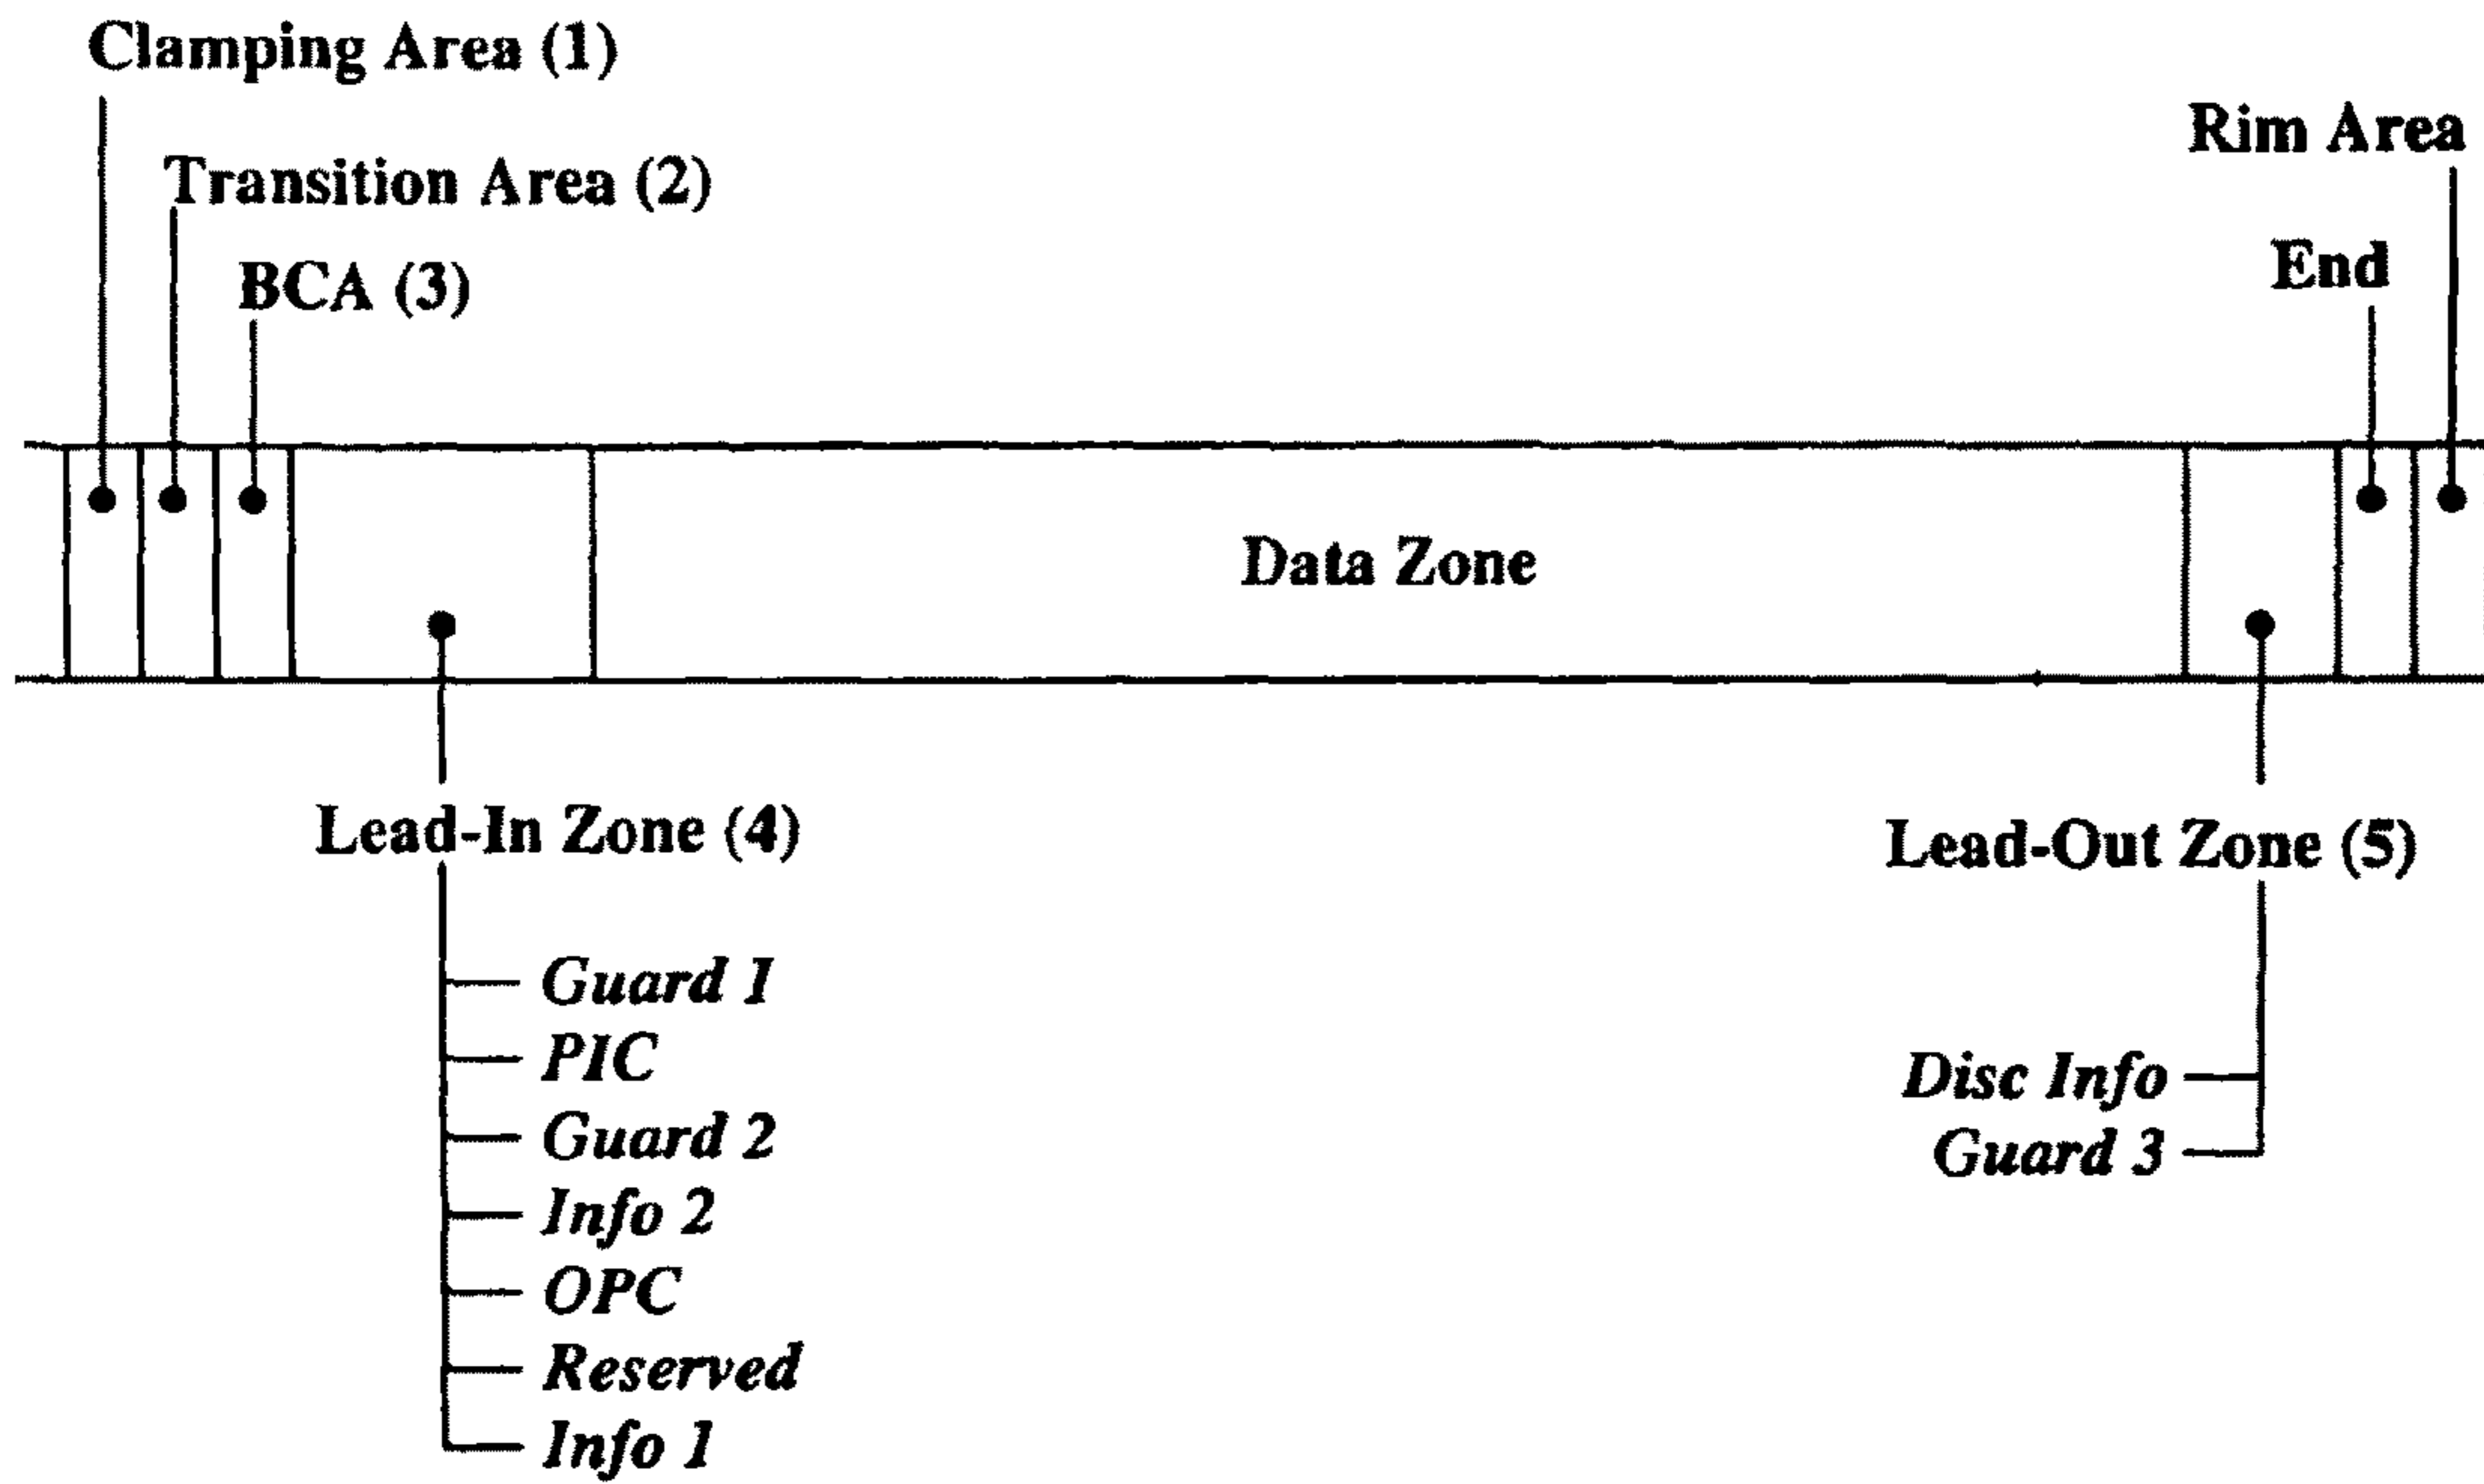 Clamping Area (1)
Rim Area
Transition Area (2)
End
BCA (3)
Data Zone
Lead-In Zone (4)
Lead-Out Zone (5)
Guard 1
PIC
Guard 2
Info 2
OPC
Reserved
Info 1
Disc Info
Guard 3